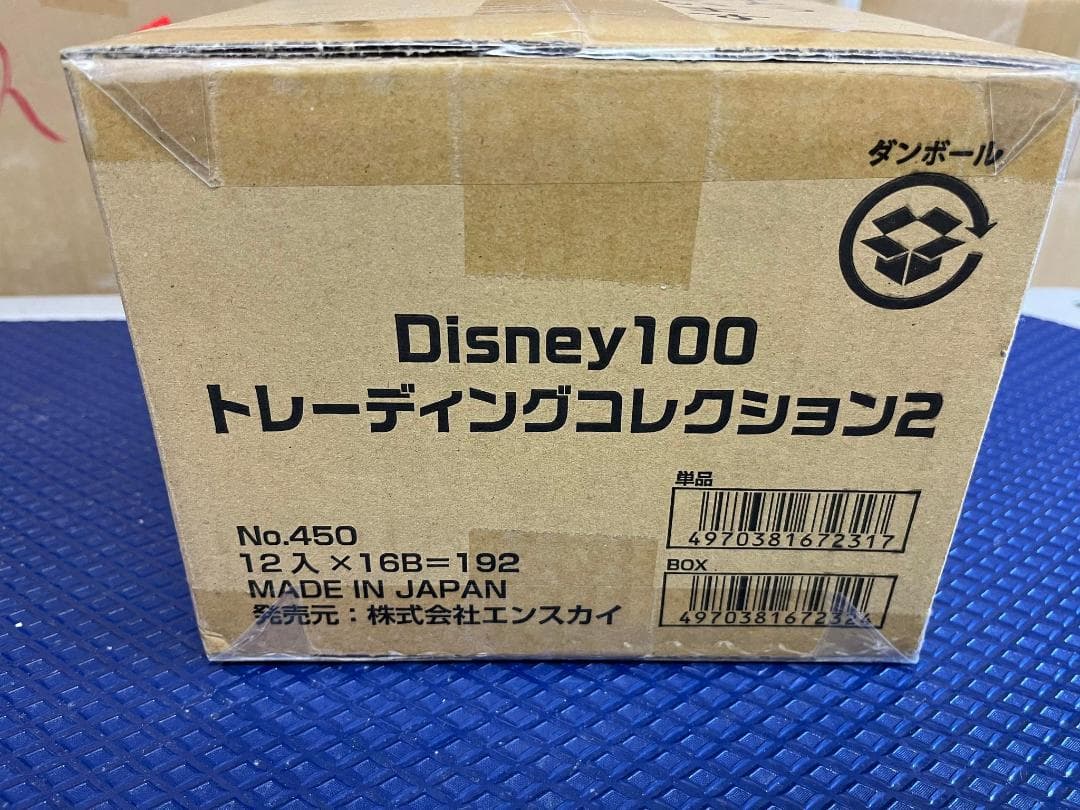 ダンボール
Disney100
トレーディングコレクション2
単品
4970381672317
No.450
12入×16B=192
BOX
4970381672324
MADE IN JAPAN
発売元：株式会社エンスカイ